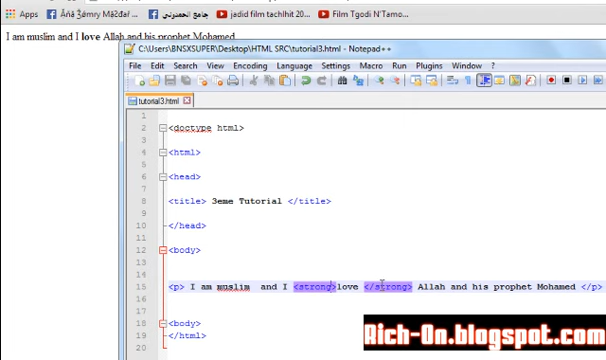 Apps
jadid film tachlhit 20...
Film Tgodi N'Tamo...
I am muslim and I love Allah and his prophet Mohamed
C:\Users\BNSXSUPER\Desktop\HTML SRC\tutorial3.html - Notepad++
File Edit Search View Encoding Language Settings Macro Run Plugins Window ?
tutorial3.html
1
2 <doctype html>
3
4 <html>
5
6 <head>
7
8 <title> 3eme Tutorial </title>
9
10 </head>
11
12 <body>
13
14
15 <p> I am muslim and I <strong>love </strong> Allah and his prophet Mohamed </p>
16
17
18 <body>
19 </html>
20
Rich-On.blogspot.com